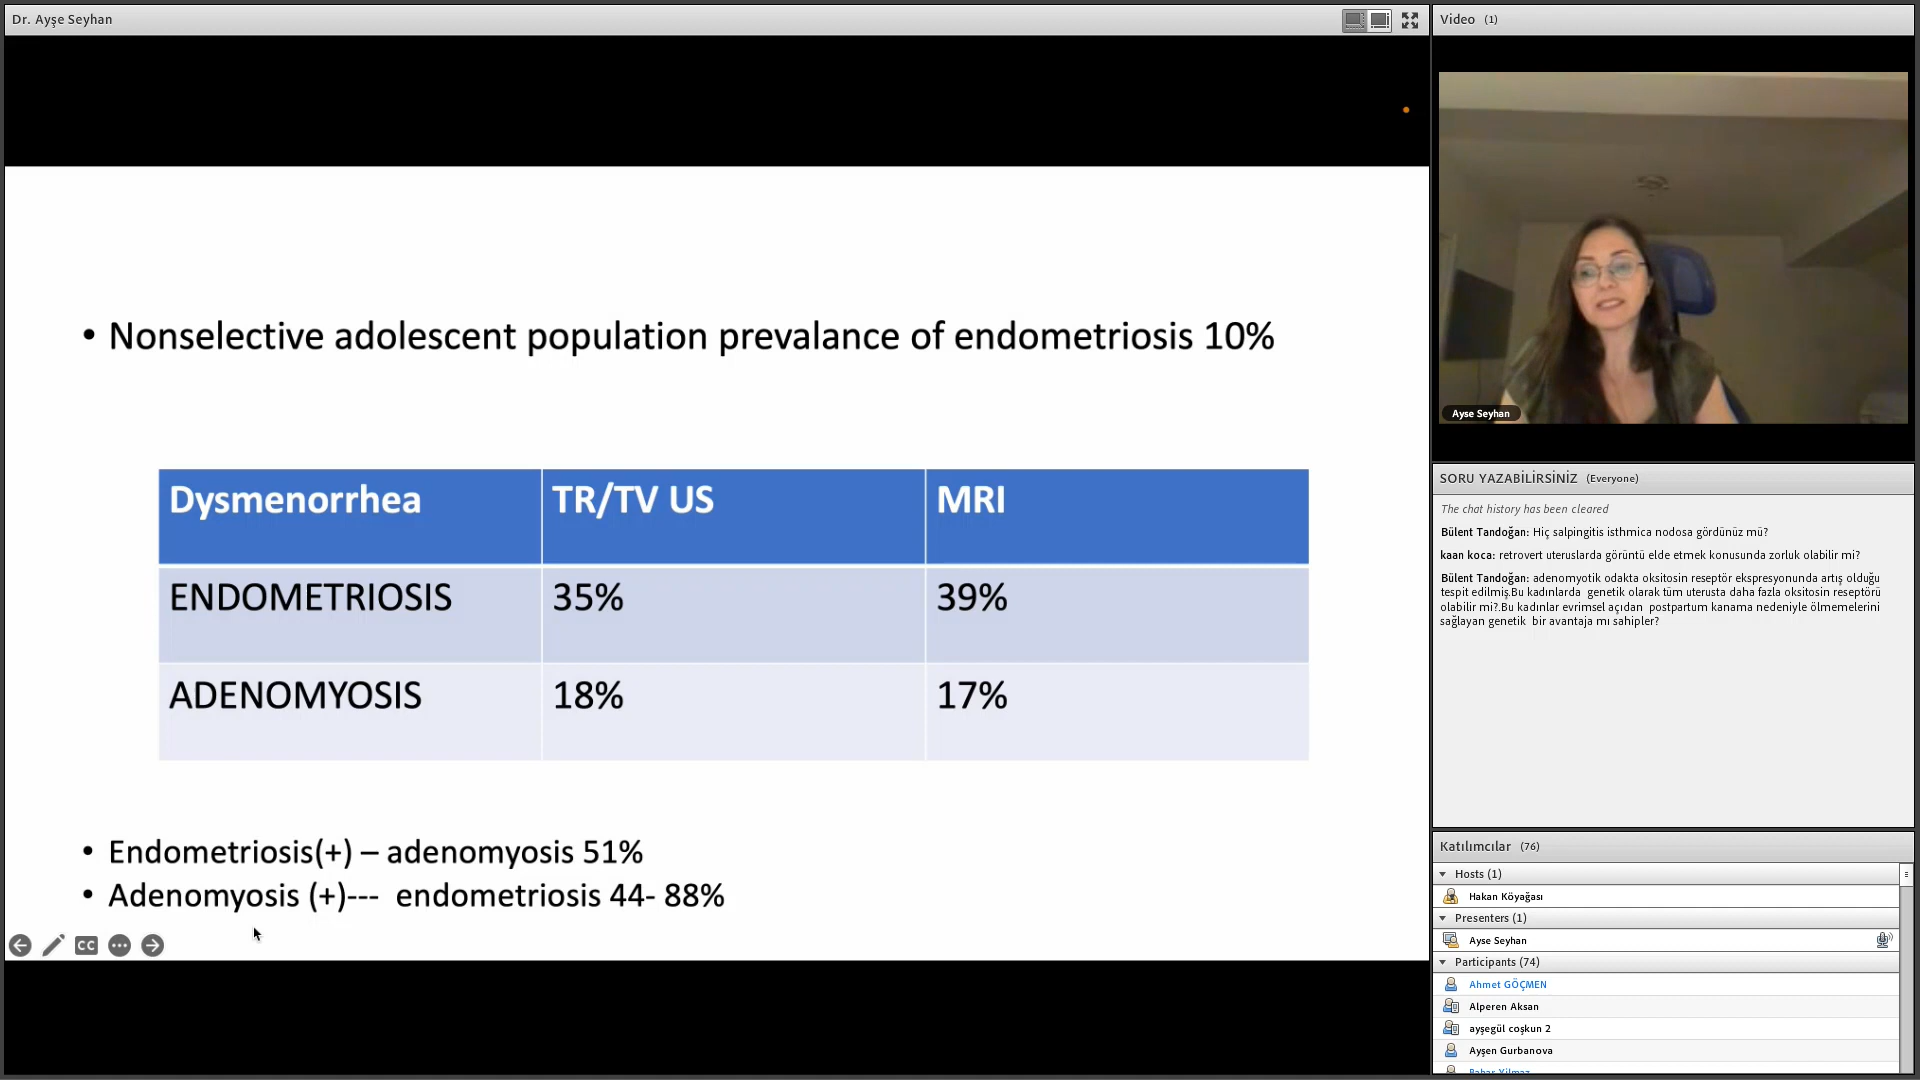 Dr. Ayşe Seyhan
• Nonselective adolescent population prevalance of endometriosis 10%
Dysmenorrhea TR/TV US MRI
ENDOMETRIOSIS 35% 39%
ADENOMYOSIS 18% 17%
• Endometriosis(+) – adenomyosis 51%
• Adenomyosis (+)--- endometriosis 44- 88%
CC
Video (1)
Ayse Seyhan
SORU YAZABİLİRSİNİZ (Everyone)
The chat history has been cleared
Bülent Tandoğan: Hiç salpingitis isthmica nodosa gördünüz mü?
kaan koca: retrovert uteruslarda görüntü elde etmek konusunda zorluk olabilir mi?
Bülent Tandoğan: adenomyotik odakta oksitosin reseptör ekspresyonunda artış olduğu
tespit edilmiş.Bu kadınlarda genetik olarak tüm uterusta daha fazla oksitosin reseptörü
olabilir mi?.Bu kadınlar evrimsel açıdan postpartum kanama nedeniyle ölmemelerini
sağlayan genetik bir avantaja mı sahipler?
Katılımcılar (76)
Hosts (1)
Hakan Köyağası
Presenters (1)
Ayse Seyhan
Participants (74)
Ahmet GÖÇMEN
Alperen Aksan
ayşegül coşkun 2
Ayşen Gurbanova